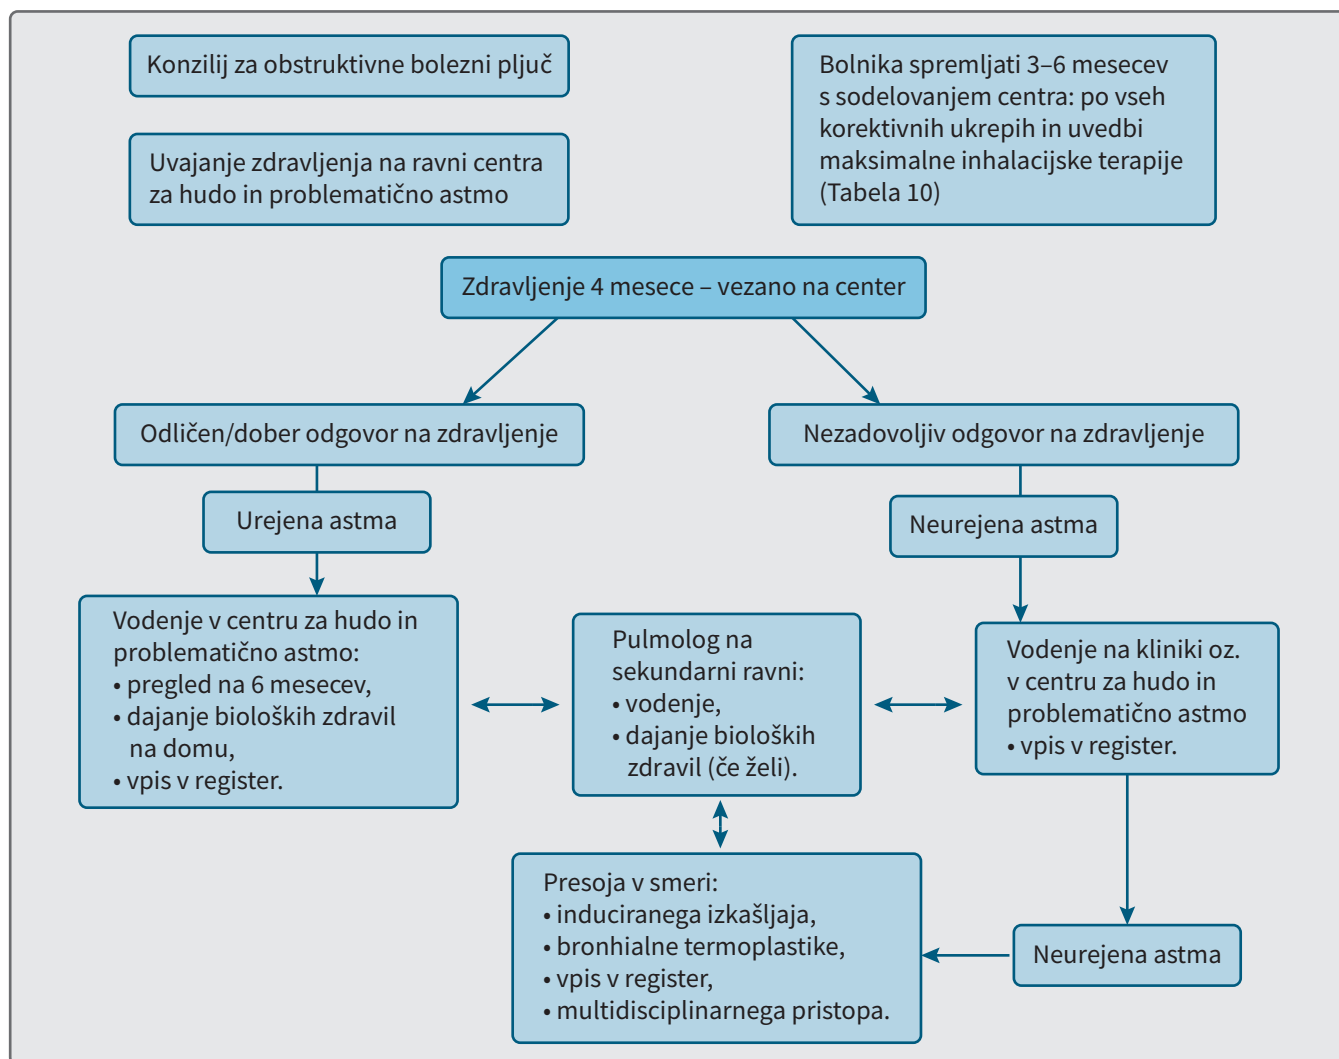 Konzilij za obstruktivne bolezni pljuč
Uvajanje zdravljenja na ravni centra
za hudo in problematično astmo
Bolnika spremljati 3–6 mesecev
s sodelovanjem centra: po vseh
korektivnih ukrepih in uvedbi
maksimalne inhalacijske terapije
(Tabela 10)
Zdravljenje 4 mesece – vezano na center
Odličen/dober odgovor na zdravljenje
Nezadovoljiv odgovor na zdravljenje
Urejena astma
Neurejena astma
Vodenje v centru za hudo in
problematično astmo:
• pregled na 6 mesecev,
• dajanje bioloških zdravil
na domu,
• vpis v register.
Pulmolog na
sekundarni ravni:
• vodenje,
• dajanje bioloških
zdravil (če želi).
Vodenje na kliniki oz.
v centru za hudo in
problematično astmo
• vpis v register.
Presoja v smeri:
• induciranega izkašljaja,
• bronhialne termoplastike,
• vpis v register,
• multidisciplinarnega pristopa.
Neurejena astma